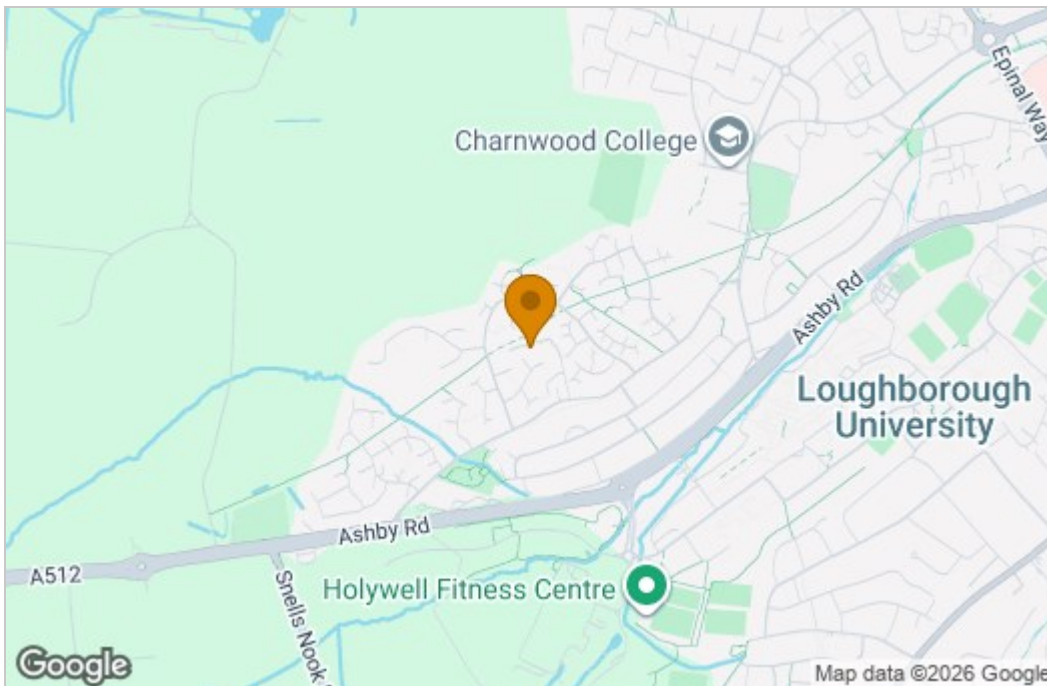 Epinal Way
Charnwood College
Ashby Rd
Loughborough
University
Ashby Rd
A512
Snells Nook
Holywell Fitness Centre
Google
Map data ©2026 Google